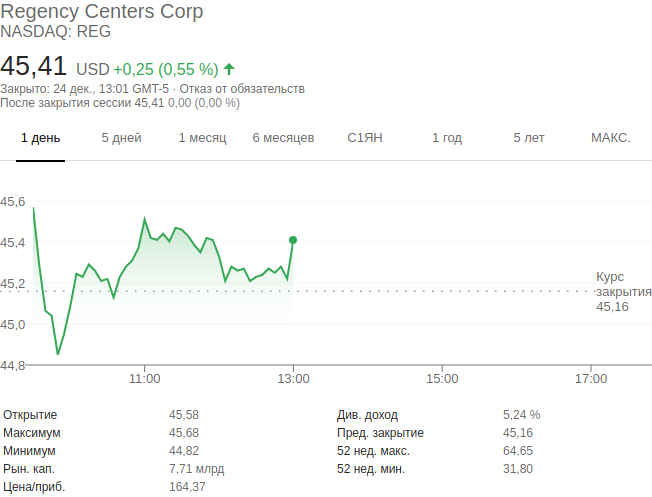 Regency Centers Corp
NASDAQ: REG
45,41 USD +0,25 (0,55 %)
Закрыто: 24 дек., 13:01 GMT-5 · Отказ от обязательств
После закрытия сессии 45,41 0,00 (0,00 %)
1 день 5 дней 1 месяц 6 месяцев С1ЯН 1 год 5 лет МАКС.
45,6
45,4
45,2
45,0
44,8
Курс
закрытия
45,16
11:00 13:00 15:00 17:00
Открытие 45,58 Див. доход 5,24 %
Максимум 45,68 Пред. закрытие 45,16
Минимум 44,82 52 нед. макс. 64,65
Рын. кап. 7,71 млрд 52 нед. мин. 31,80
Цена/приб. 164,37